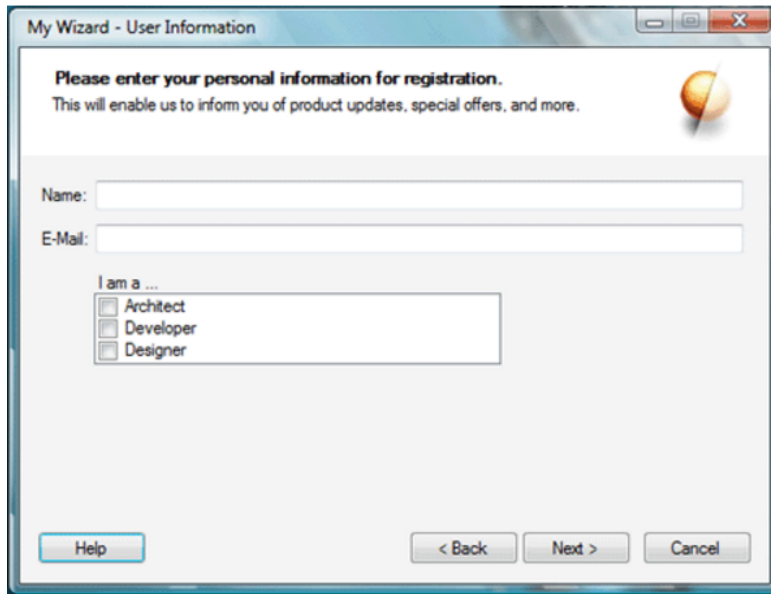 My Wizard - User Information
Please enter your personal information for registration.
This will enable us to inform you of product updates, special offers, and more.
Name:
E-Mail:
I am a ...
Architect
Developer
Designer
Help
< Back
Next >
Cancel